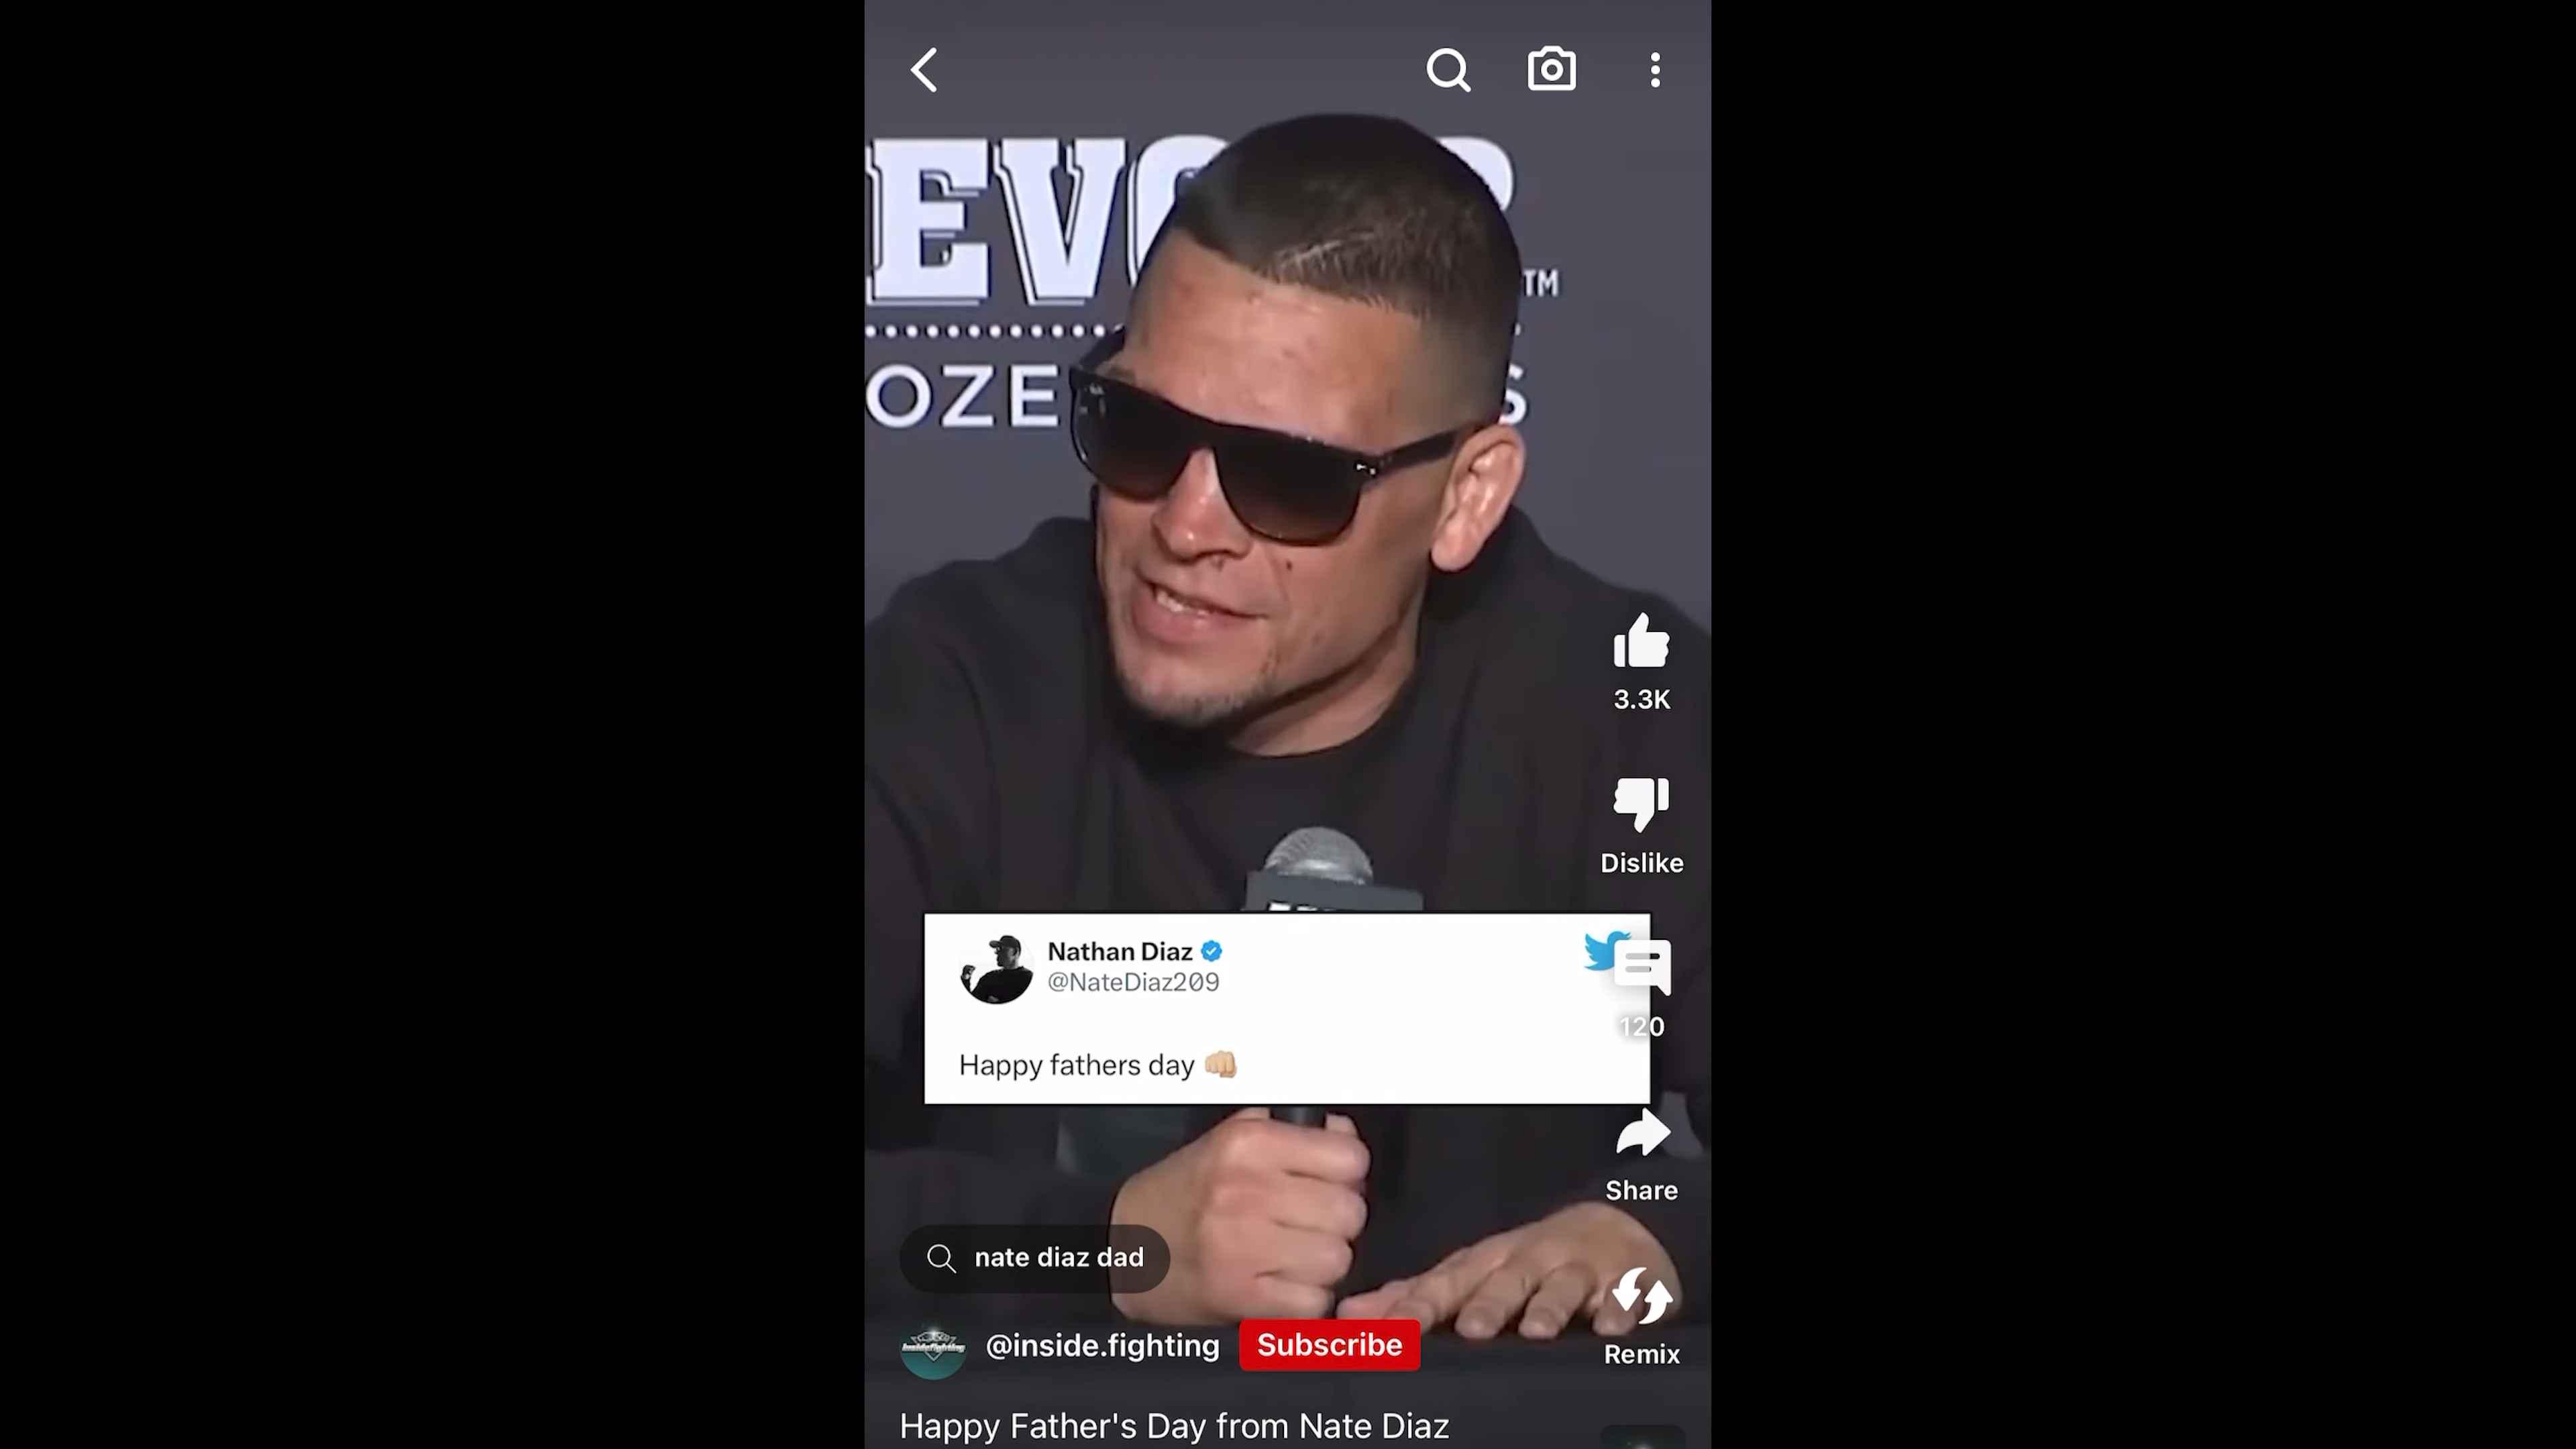 EVO
TM
OZE S
3.3K
Dislike
Nathan Diaz
@NateDiaz209
120
Happy fathers day 👊🏼
Share
nate diaz dad
@inside.fighting
Subscribe
Remix
Happy Father's Day from Nate Diaz